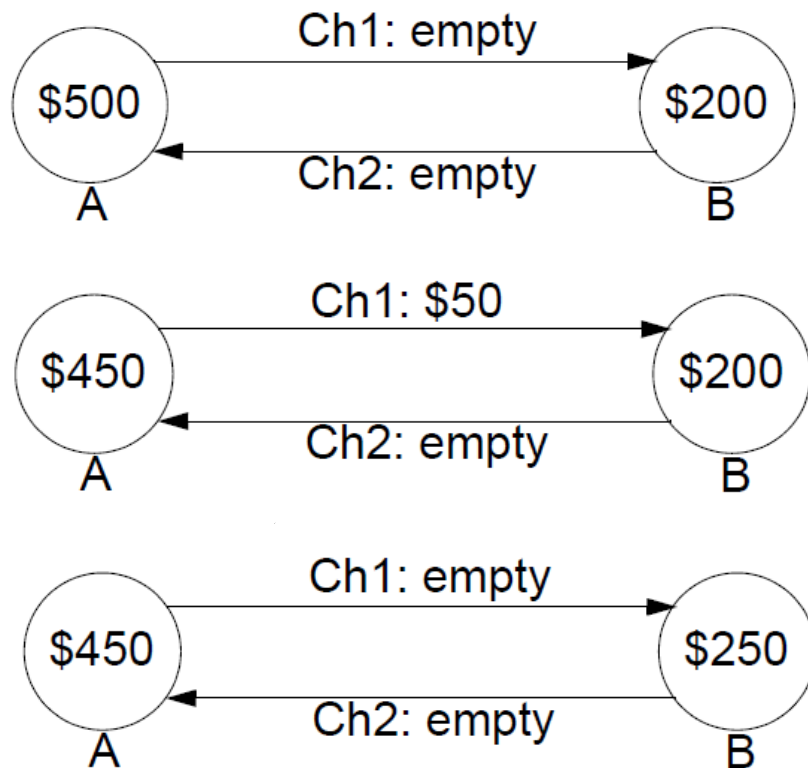 Ch1: empty
$500 $200
Ch2: empty
A B
Ch1: $50
$450 $200
Ch2: empty
A B
Ch1: empty
$450 $250
Ch2: empty
A B